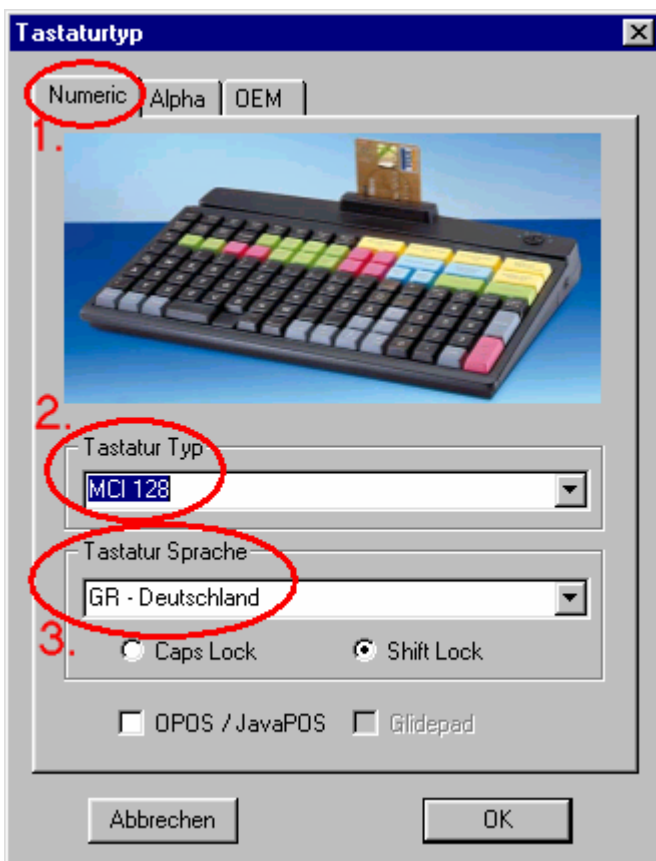 Tastaturtyp
Numeric Alpha OEM
1.
2.
Tastatur Typ
MCI 128
Tastatur Sprache
GR - Deutschland
3.
Caps Lock Shift Lock
OPOS / JavaPOS Glidepad
Abbrechen OK